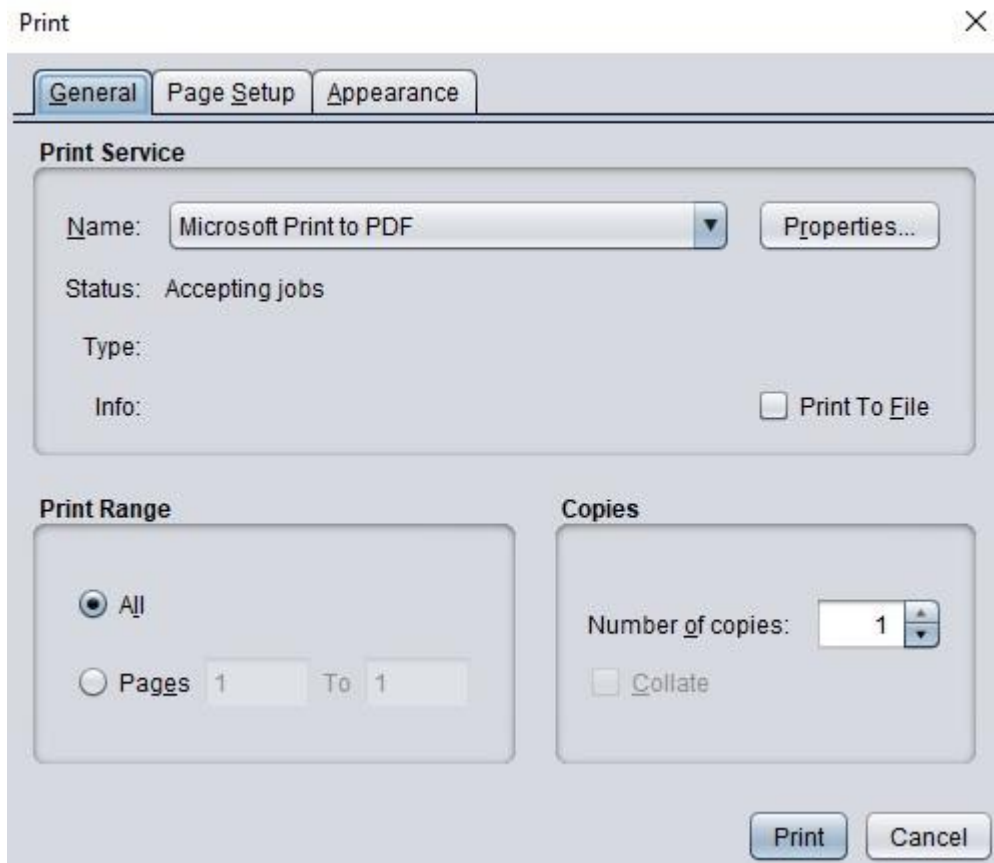 Print
General Page Setup Appearance
Print Service
Name: Microsoft Print to PDF Properties...
Status: Accepting jobs
Type:
Info: Print To File
Print Range
All
Pages 1 To 1
Copies
Number of copies: 1
Collate
Print Cancel